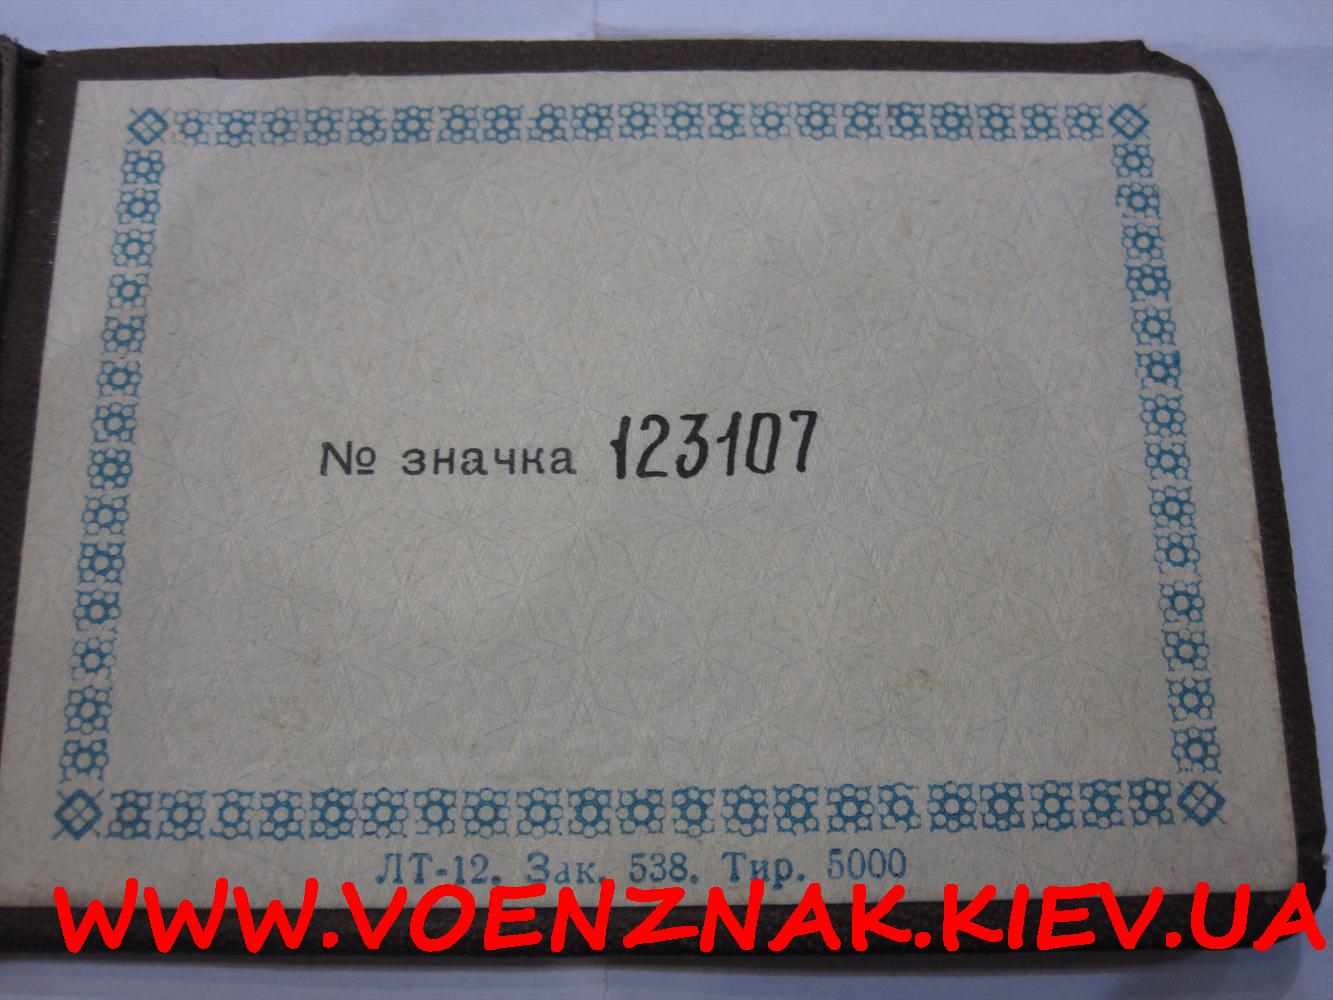 № значка 123107
ЛТ-12. Зак. 538. Тир. 5000
WWW.VOENZNAK.KIEV.UA